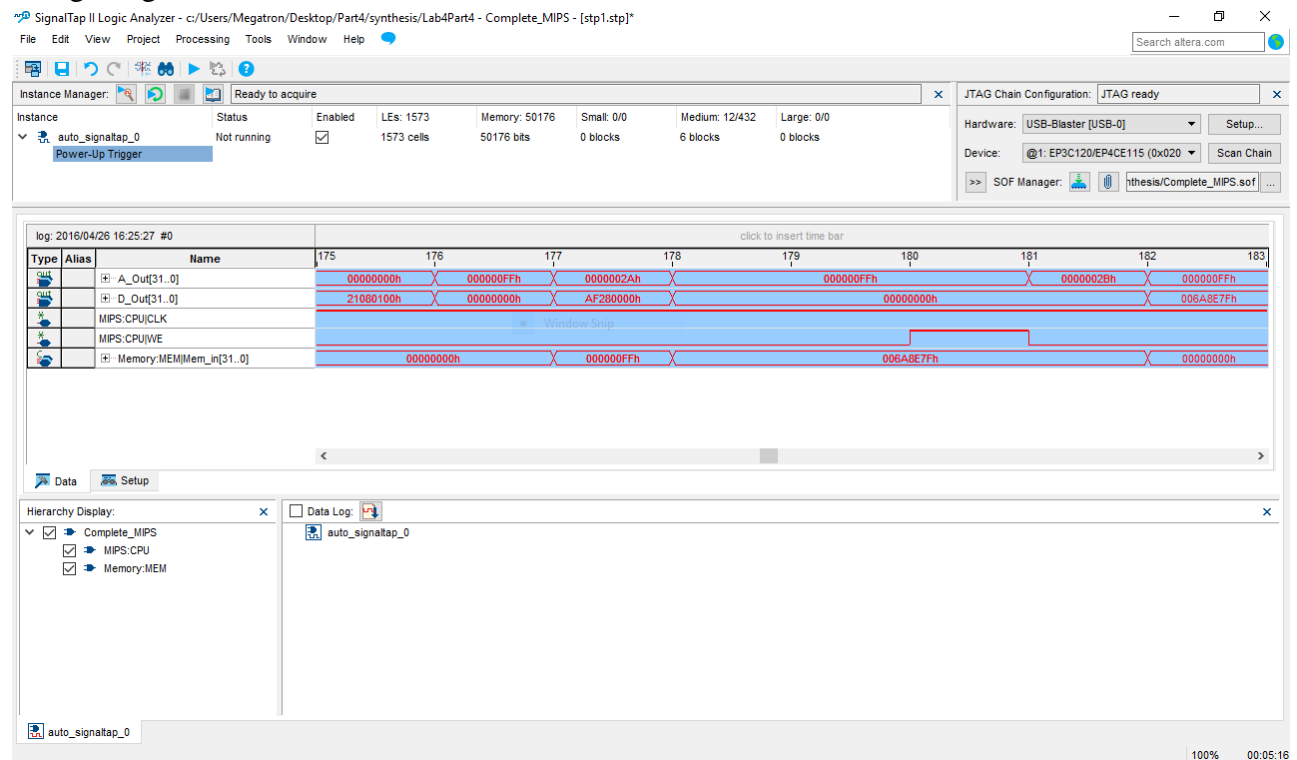 SignalTap II Logic Analyzer - c:/Users/Megatron/Desktop/Part4/synthesis/Lab4Part4 - Complete_MIPS - [stp1.stp]*
File Edit View Project Processing Tools Window Help
Search altera.com
Instance Manager: Ready to acquire
JTAG Chain Configuration: JTAG ready
Instance Status Enabled LEs: 1573 Memory: 50176 Small: 0/0 Medium: 12/432 Large: 0/0
auto_signaltap_0 Not running 1573 cells 50176 bits 0 blocks 6 blocks 0 blocks
Power-Up Trigger
Hardware: USB-Blaster [USB-0] Setup...
Device: @1: EP3C120/EP4CE115 (0x020 Scan Chain
>> SOF Manager: nthesis/Complete_MIPS.sof ...
log: 2016/04/26 16:25:27 #0 click to insert time bar
Type Alias Name 175 176 177 178 179 180 181 182 183
A_Out[31..0] 00000000h 000000FFh 0000002Ah 000000FFh 0000002Bh 000000FFh
D_Out[31..0] 21080100h 00000000h AF280000h 00000000h 006A8E7Fh
MIPS:CPU|CLK
Window Snip
MIPS:CPU|WE
Memory:MEM|Mem_in[31..0] 00000000h 000000FFh 006A8E7Fh 00000000h
Data Setup
Hierarchy Display: Data Log:
Complete_MIPS auto_signaltap_0
MIPS:CPU
Memory:MEM
auto_signaltap_0
100% 00:05:16